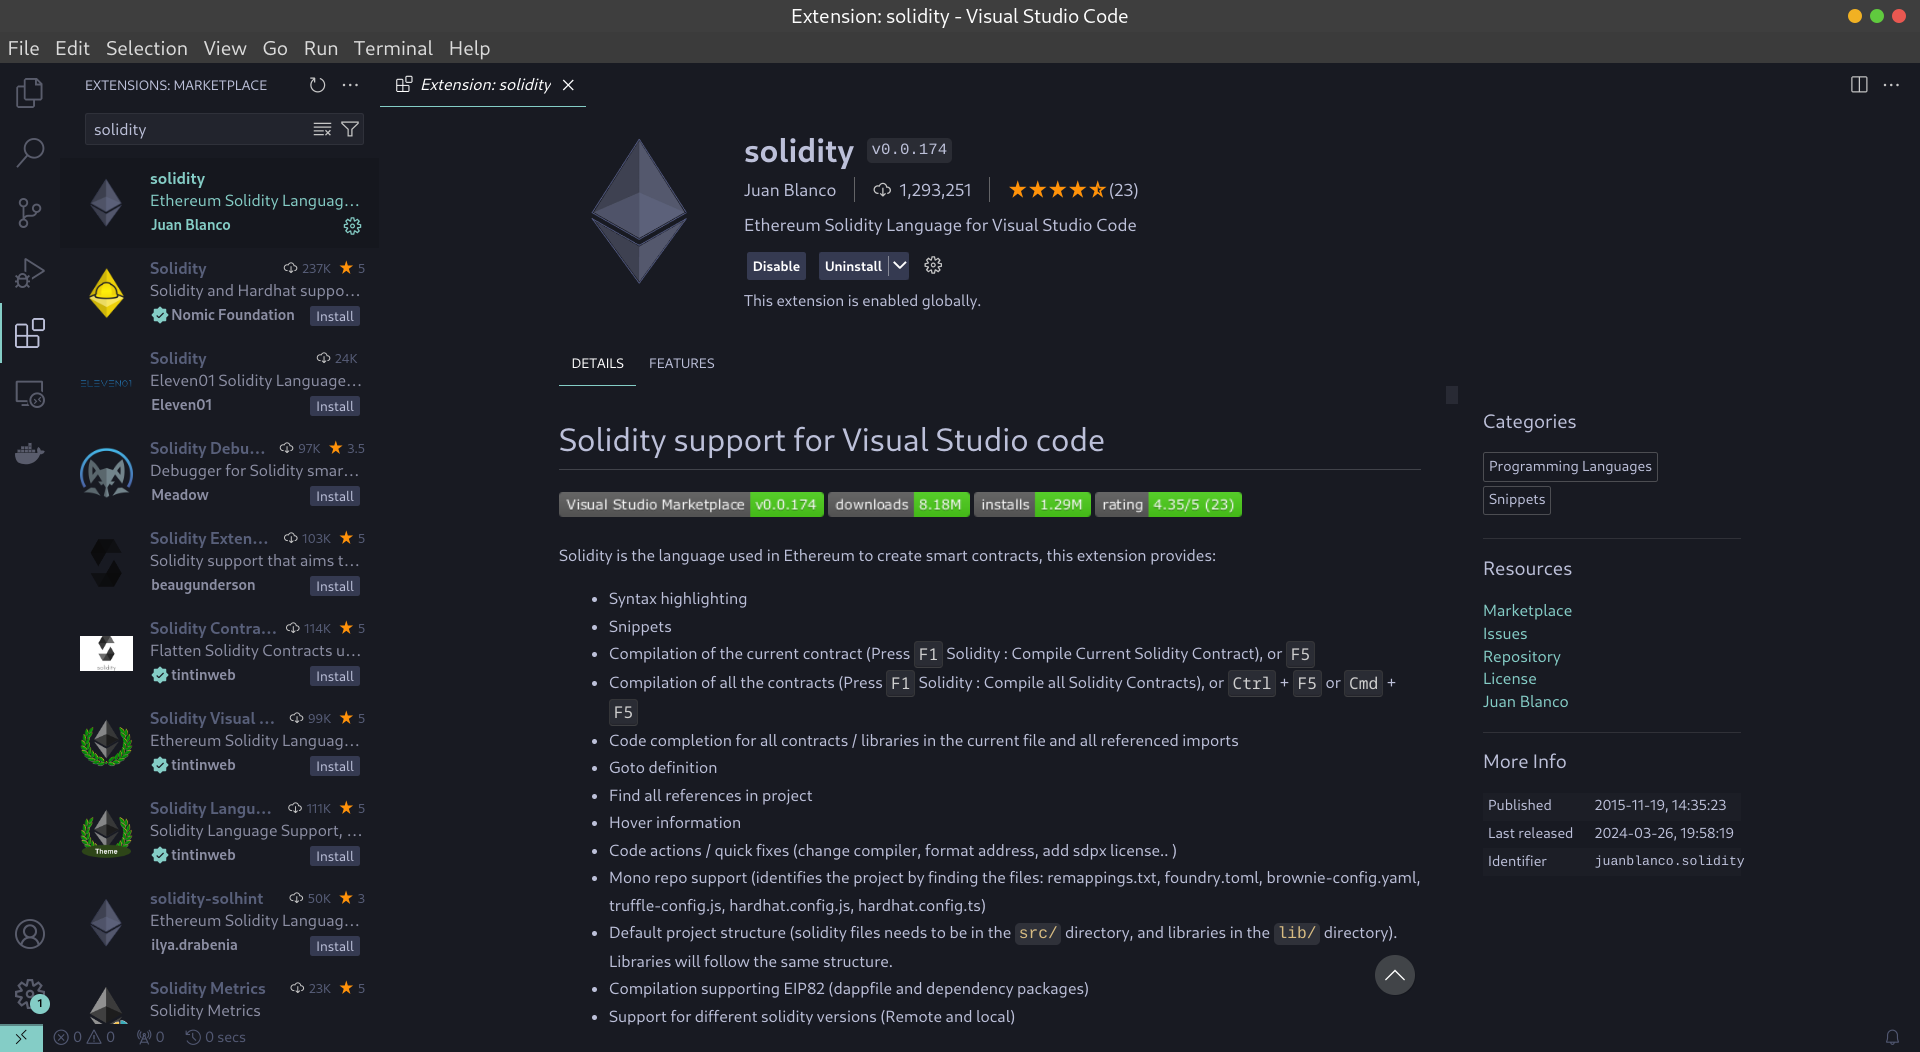 Extension: solidity - Visual Studio Code
File Edit Selection View Go Run Terminal Help
EXTENSIONS: MARKETPLACE
solidity
solidity
Ethereum Solidity Languag...
Juan Blanco
Solidity 237K 5
Solidity and Hardhat suppo...
Nomic Foundation Install
Solidity 24K
ELEVEN01
Eleven01 Solidity Language...
Eleven01 Install
Solidity Debu... 97K 3.5
Debugger for Solidity smar...
Meadow Install
Solidity Exten... 103K 5
Solidity support that aims t...
beaugunderson Install
Solidity Contra... 114K 5
Flatten Solidity Contracts u...
solidity
tintinweb Install
Solidity Visual ... 99K 5
Ethereum Solidity Languag...
tintinweb Install
Solidity Langu... 111K 5
Solidity Language Support, ...
Theme
tintinweb Install
solidity-solhint 50K 3
Ethereum Solidity Languag...
ilya.drabenia Install
Solidity Metrics 23K 5
Solidity Metrics
1
0 0 0 0 secs
Extension: solidity
solidity v0.0.174
Juan Blanco 1,293,251 (23)
Ethereum Solidity Language for Visual Studio Code
Disable Uninstall
This extension is enabled globally.
DETAILS FEATURES
Solidity support for Visual Studio code
Visual Studio Marketplace v0.0.174 downloads 8.18M installs 1.29M rating 4.35/5 (23)
Solidity is the language used in Ethereum to create smart contracts, this extension provides:
• Syntax highlighting
• Snippets
• Compilation of the current contract (Press F1 Solidity : Compile Current Solidity Contract), or F5
• Compilation of all the contracts (Press F1 Solidity : Compile all Solidity Contracts), or Ctrl + F5 or Cmd +
F5
• Code completion for all contracts / libraries in the current file and all referenced imports
• Goto definition
• Find all references in project
• Hover information
• Code actions / quick fixes (change compiler, format address, add sdpx license.. )
• Mono repo support (identifies the project by finding the files: remappings.txt, foundry.toml, brownie-config.yaml,
truffle-config.js, hardhat.config.js, hardhat.config.ts)
• Default project structure (solidity files needs to be in the src/ directory, and libraries in the lib/ directory).
Libraries will follow the same structure.
• Compilation supporting EIP82 (dappfile and dependency packages)
• Support for different solidity versions (Remote and local)
Categories
Programming Languages
Snippets
Resources
Marketplace
Issues
Repository
License
Juan Blanco
More Info
Published 2015-11-19, 14:35:23
Last released 2024-03-26, 19:58:19
Identifier juanblanco.solidity